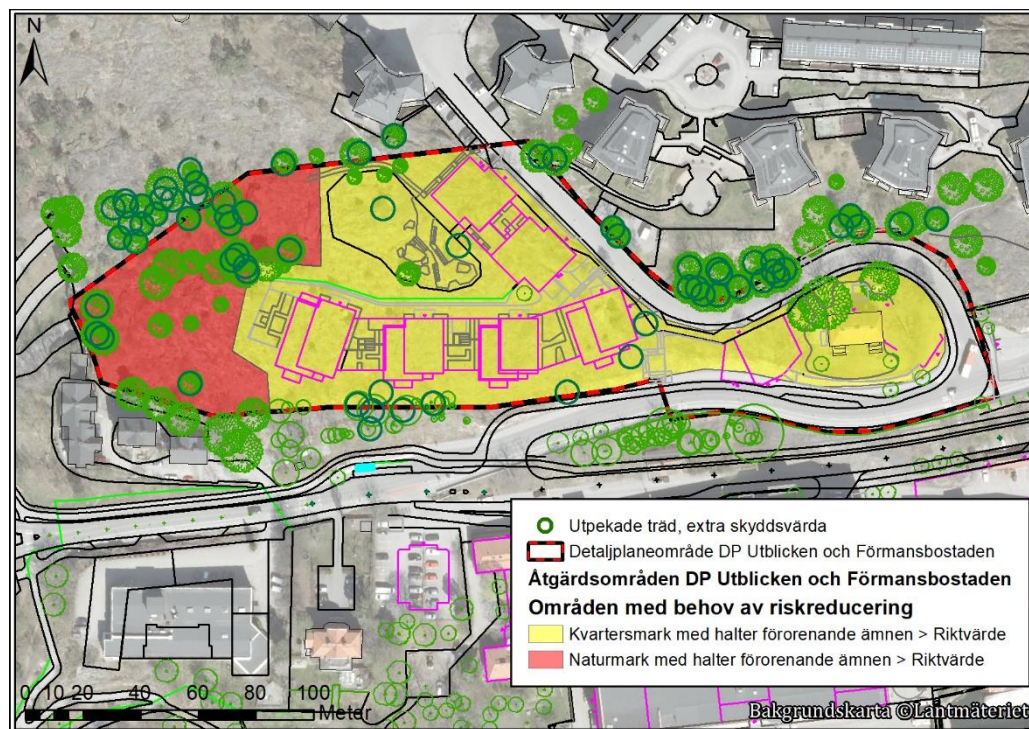 N
Utpekade träd, extra skyddsvärda
Detaljplaneområde DP Utblicken och Förmansbostaden
Åtgärdsområden DP Utblicken och Förmansbostaden
Områden med behov av riskreducering
Kvartersmark med halter förorenande ämnen > Riktvärde
Naturmark med halter förorenande ämnen > Riktvärde
0 10 20 40 60 80 100
Meter
Bakgrundskarta ©Lantmäteriet